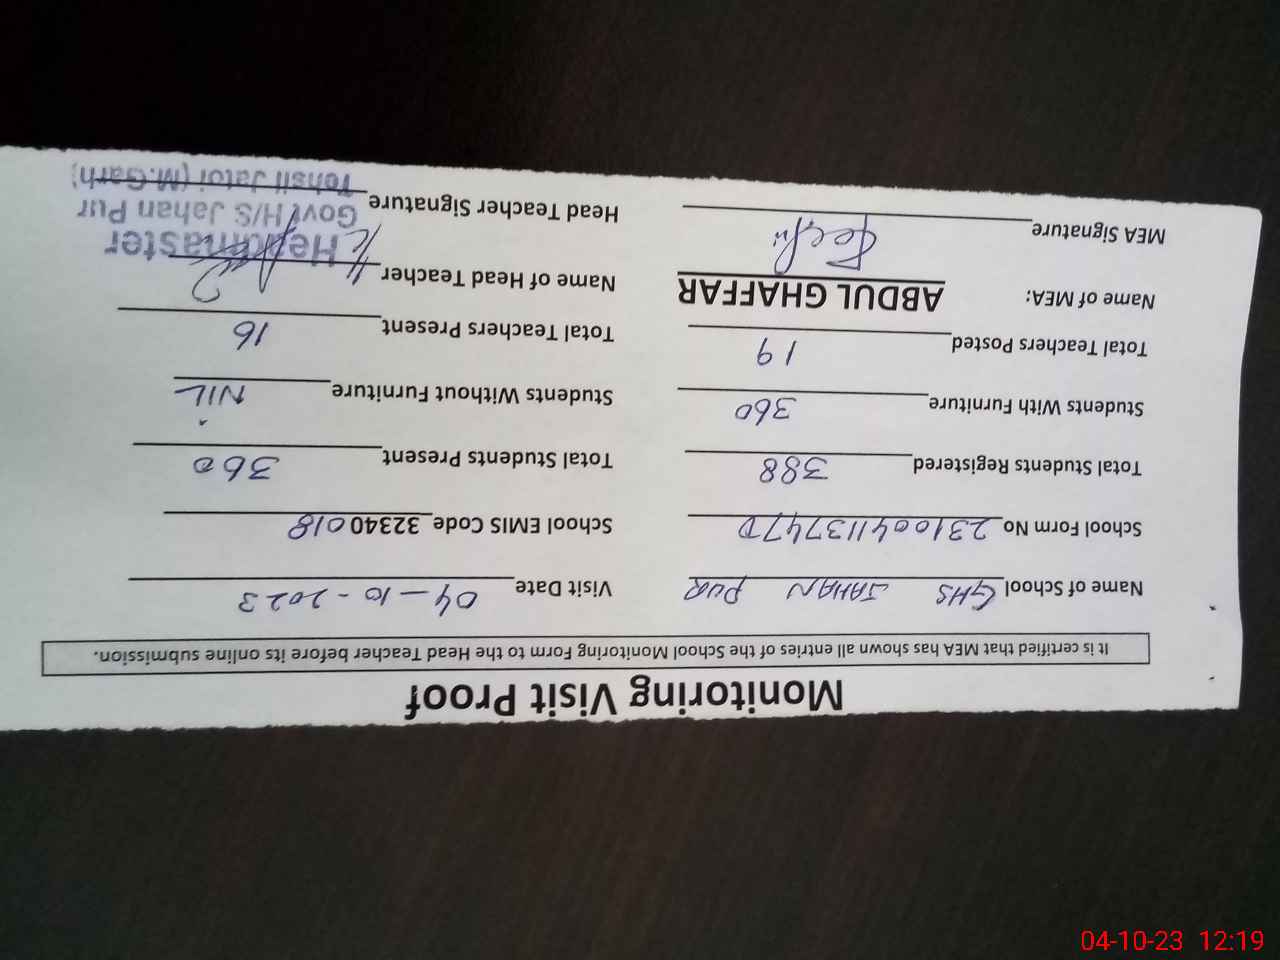 Monitoring Visit Proof
It is certified that MEA has shown all entries of the School Monitoring Form to the Head Teacher before its online submission.
Name of School GHS JAHAN PUR Visit Date 04-10-2023
School Form No 231004113747D School EMIS Code 32340018
Total Students Registered 388 Total Students Present 360
Students With Furniture 360 Students Without Furniture NIL
Total Teachers Posted 19 Total Teachers Present 16
Name of MEA: ABDUL GHAFFAR Name of Head Teacher
MEA Signature Head Teacher Signature
Headmaster
Govt H/S Jahan Pur
Tehsil Jatoi (M.Garh)
04-10-23 12:19